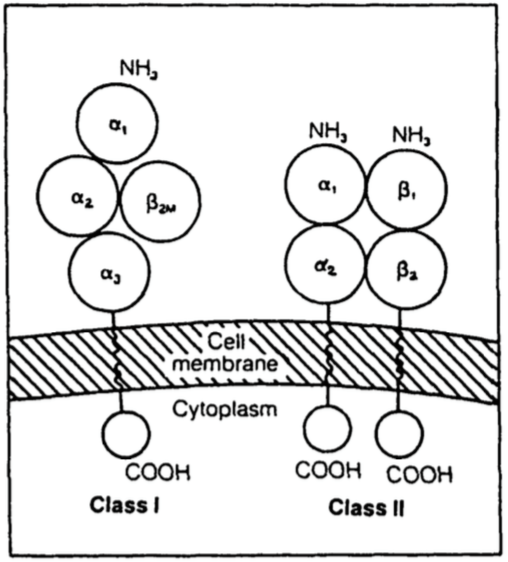 NH₃
α₁
α₂
β₂M
α₃
NH₃ NH₃
α₁ β₁
α₂ β₂
Cell
membrane
Cytoplasm
COOH
Class I
COOH COOH
Class II